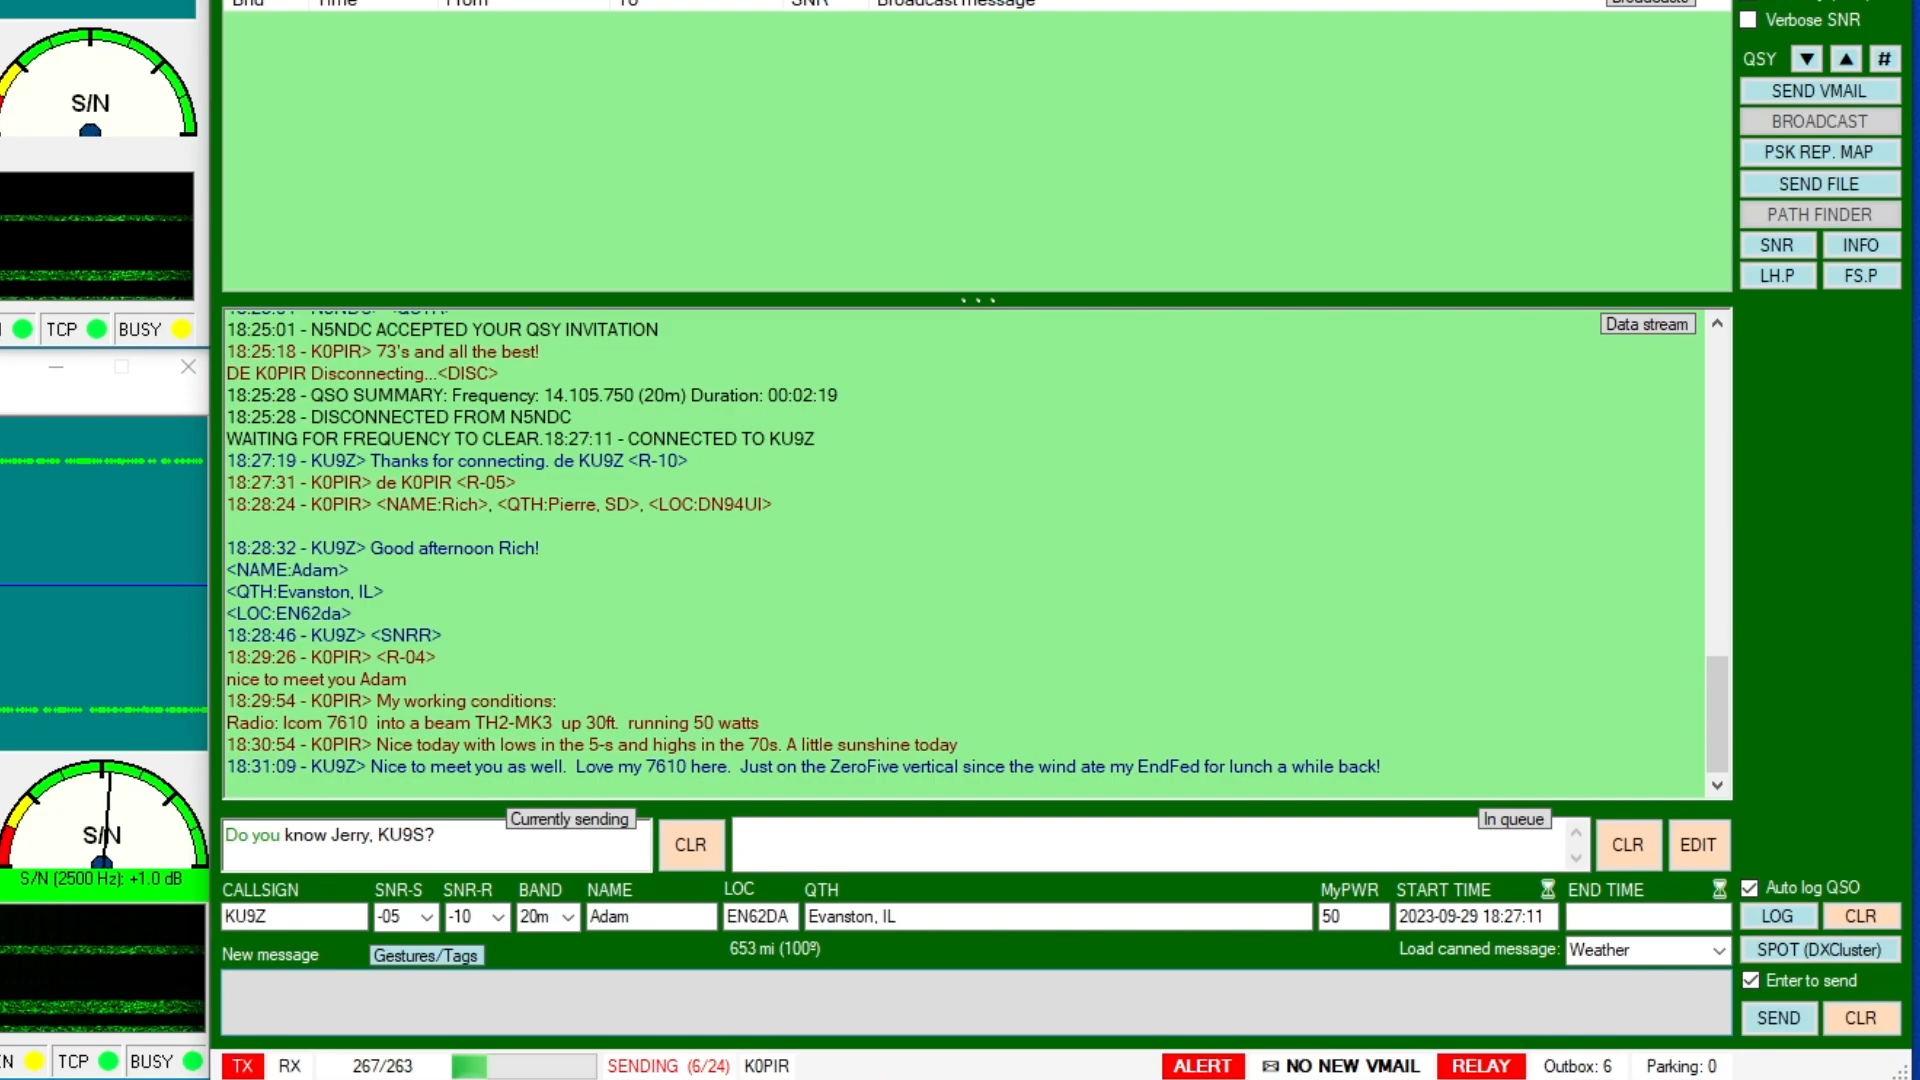 Brid Time From To SNR Broadcast message Broadcasts
Verbose SNR
QSY ▼ ▲ #
SEND VMAIL
BROADCAST
PSK REP. MAP
SEND FILE
PATH FINDER
SNR INFO
LH.P FS.P
S/N
TCP BUSY
Data stream
18:25:01 - N5NDC ACCEPTED YOUR QSY INVITATION
18:25:18 - K0PIR> 73's and all the best!
DE K0PIR Disconnecting...<DISC>
18:25:28 - QSO SUMMARY: Frequency: 14.105.750 (20m) Duration: 00:02:19
18:25:28 - DISCONNECTED FROM N5NDC
WAITING FOR FREQUENCY TO CLEAR.18:27:11 - CONNECTED TO KU9Z
18:27:19 - KU9Z> Thanks for connecting. de KU9Z <R-10>
18:27:31 - K0PIR> de K0PIR <R-05>
18:28:24 - K0PIR> <NAME:Rich>, <QTH:Pierre, SD>, <LOC:DN94UI>
18:28:32 - KU9Z> Good afternoon Rich!
<NAME:Adam>
<QTH:Evanston, IL>
<LOC:EN62da>
18:28:46 - KU9Z> <SNRR>
18:29:26 - K0PIR> <R-04>
nice to meet you Adam
18:29:54 - K0PIR> My working conditions:
Radio: Icom 7610 into a beam TH2-MK3 up 30ft. running 50 watts
18:30:54 - K0PIR> Nice today with lows in the 5-s and highs in the 70s. A little sunshine today
18:31:09 - KU9Z> Nice to meet you as well. Love my 7610 here. Just on the ZeroFive vertical since the wind ate my EndFed for lunch a while back!
S/N
S/N (2500 Hz): +1.0 dB
Currently sending In queue
Do you know Jerry, KU9S? CLR CLR EDIT
CALLSIGN SNR-S SNR-R BAND NAME LOC QTH MyPWR START TIME END TIME Auto log QSO
KU9Z -05 -10 20m Adam EN62DA Evanston, IL 50 2023-09-29 18:27:11 LOG CLR
New message Gestures/Tags 653 mi (100º) Load canned message: Weather SPOT (DXCluster)
Enter to send
SEND CLR
TCP BUSY
TX RX 267/263 SENDING (6/24) K0PIR ALERT NO NEW VMAIL RELAY Outbox: 6 Parking: 0